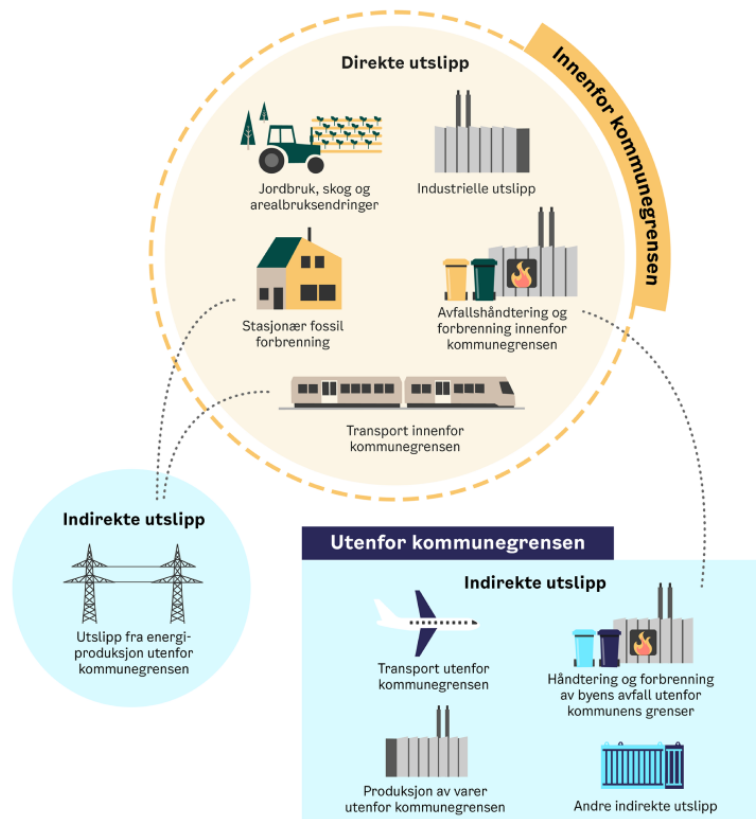 Direkte utslipp
Innenfor kommunegrensen
Jordbruk, skog og
arealbruksendringer
Industrielle utslipp
Stasjonær fossil
forbrenning
Avfallshåndtering og
forbrenning innenfor
kommunegrensen
Transport innenfor
kommunegrensen
Indirekte utslipp
Utslipp fra energi-
produksjon utenfor
kommunegrensen
Utenfor kommunegrensen
Indirekte utslipp
Transport utenfor
kommunegrensen
Håndtering og forbrenning
av byens avfall utenfor
kommunens grenser
Produksjon av varer
utenfor kommunegrensen
Andre indirekte utslipp